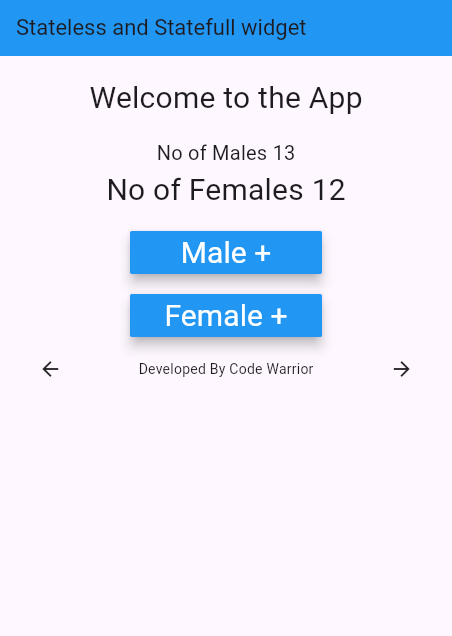 Stateless and Statefull widget
Welcome to the App
No of Males 13
No of Females 12
Male +
Female +
Developed By Code Warrior